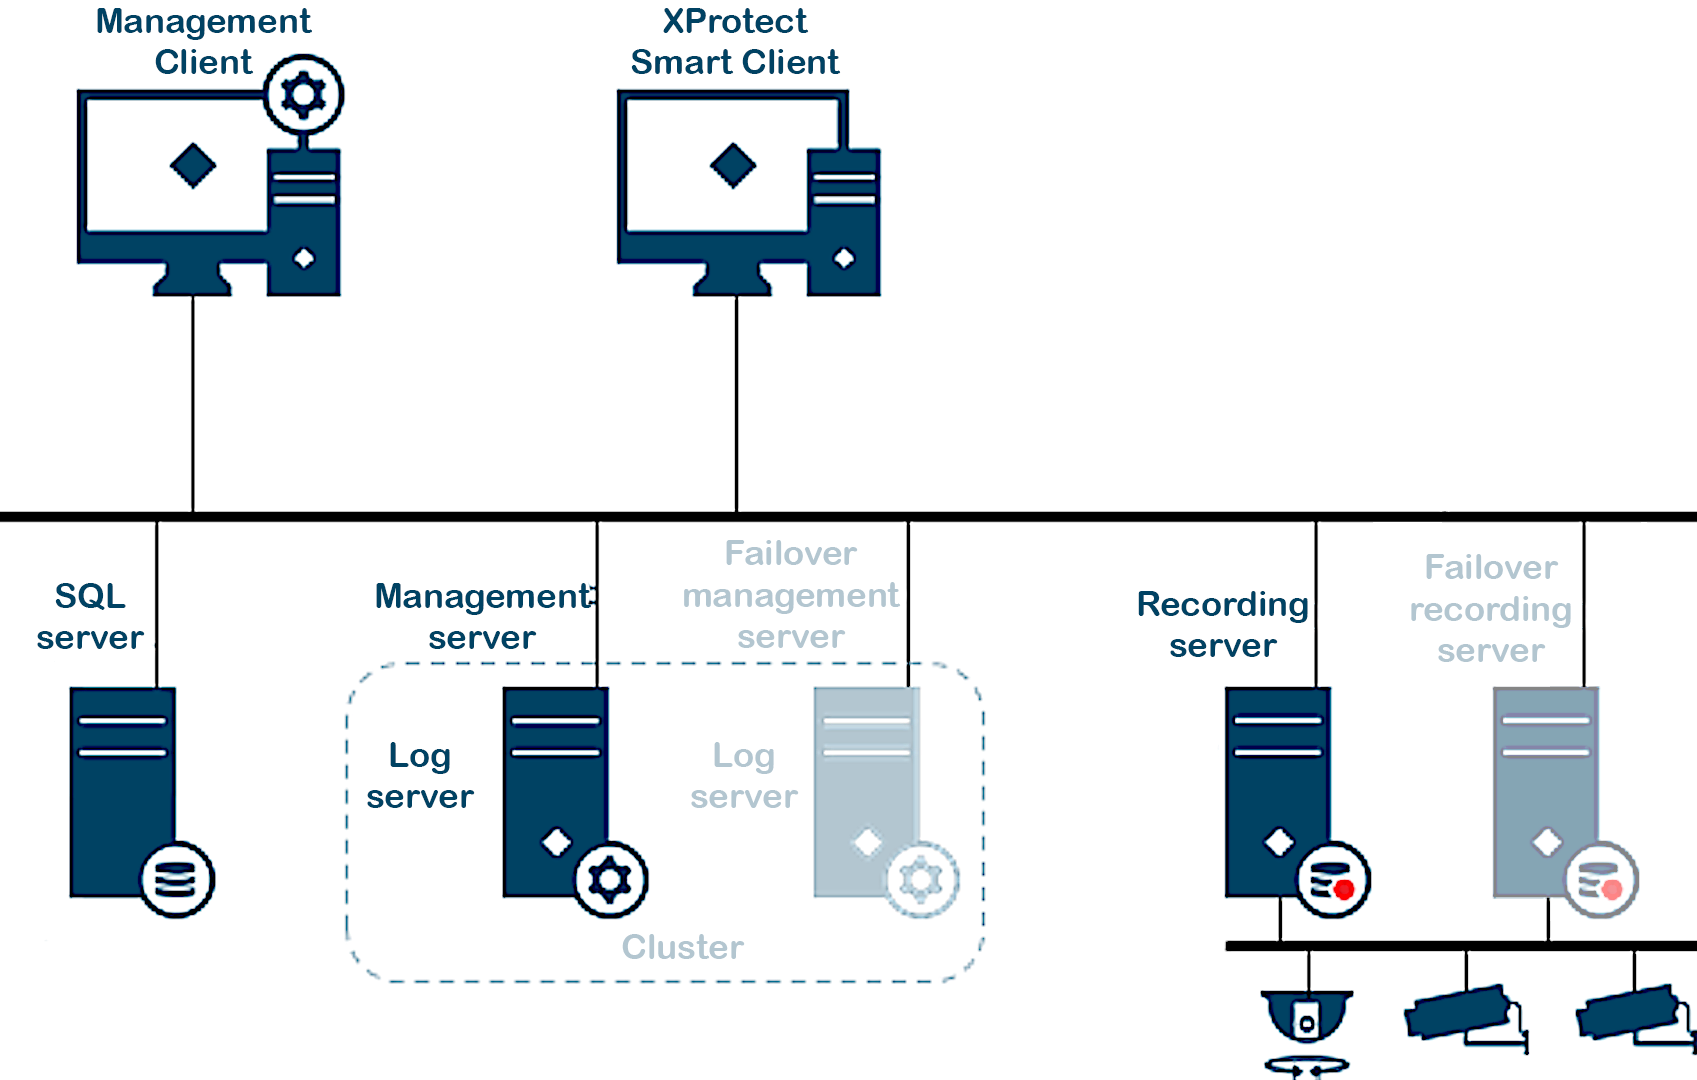 Management
Client
XProtect
Smart Client
SQL
server
Management
server
Failover
management
server
Recording
server
Failover
recording
server
Log
server
Log
server
Cluster